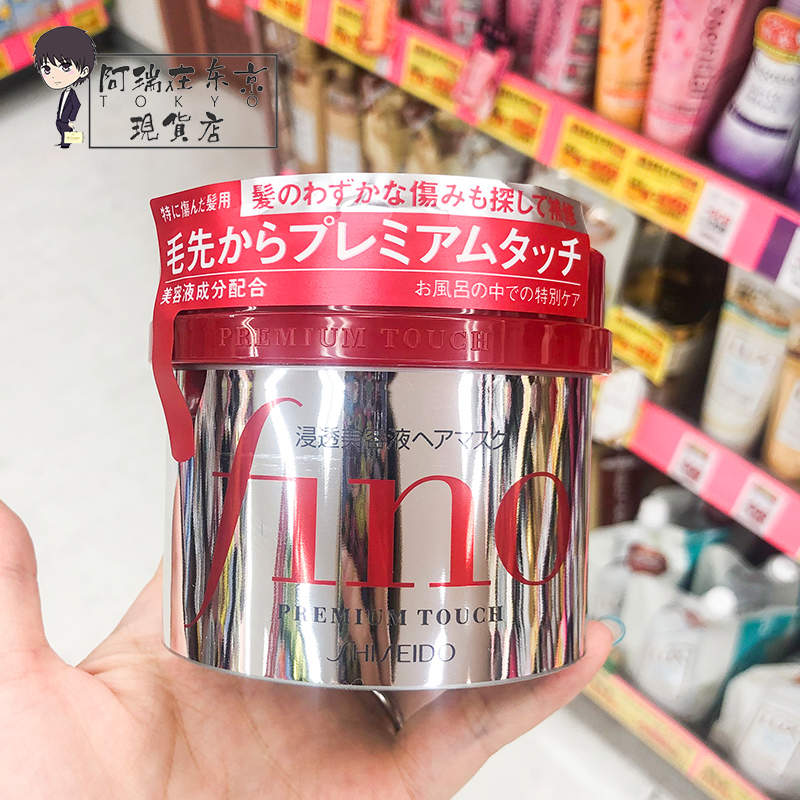 阿瑞在东京
TOKYO
現貨店
特に傷んだ髪用
髪のわずかな傷みも探して補修
毛先からプレミアムタッチ
美容液成分配合
お風呂の中での特別ケア
PREMIUM TOUCH
浸透美容液ヘアマスク
fino
PREMIUM TOUCH
SHISEIDO